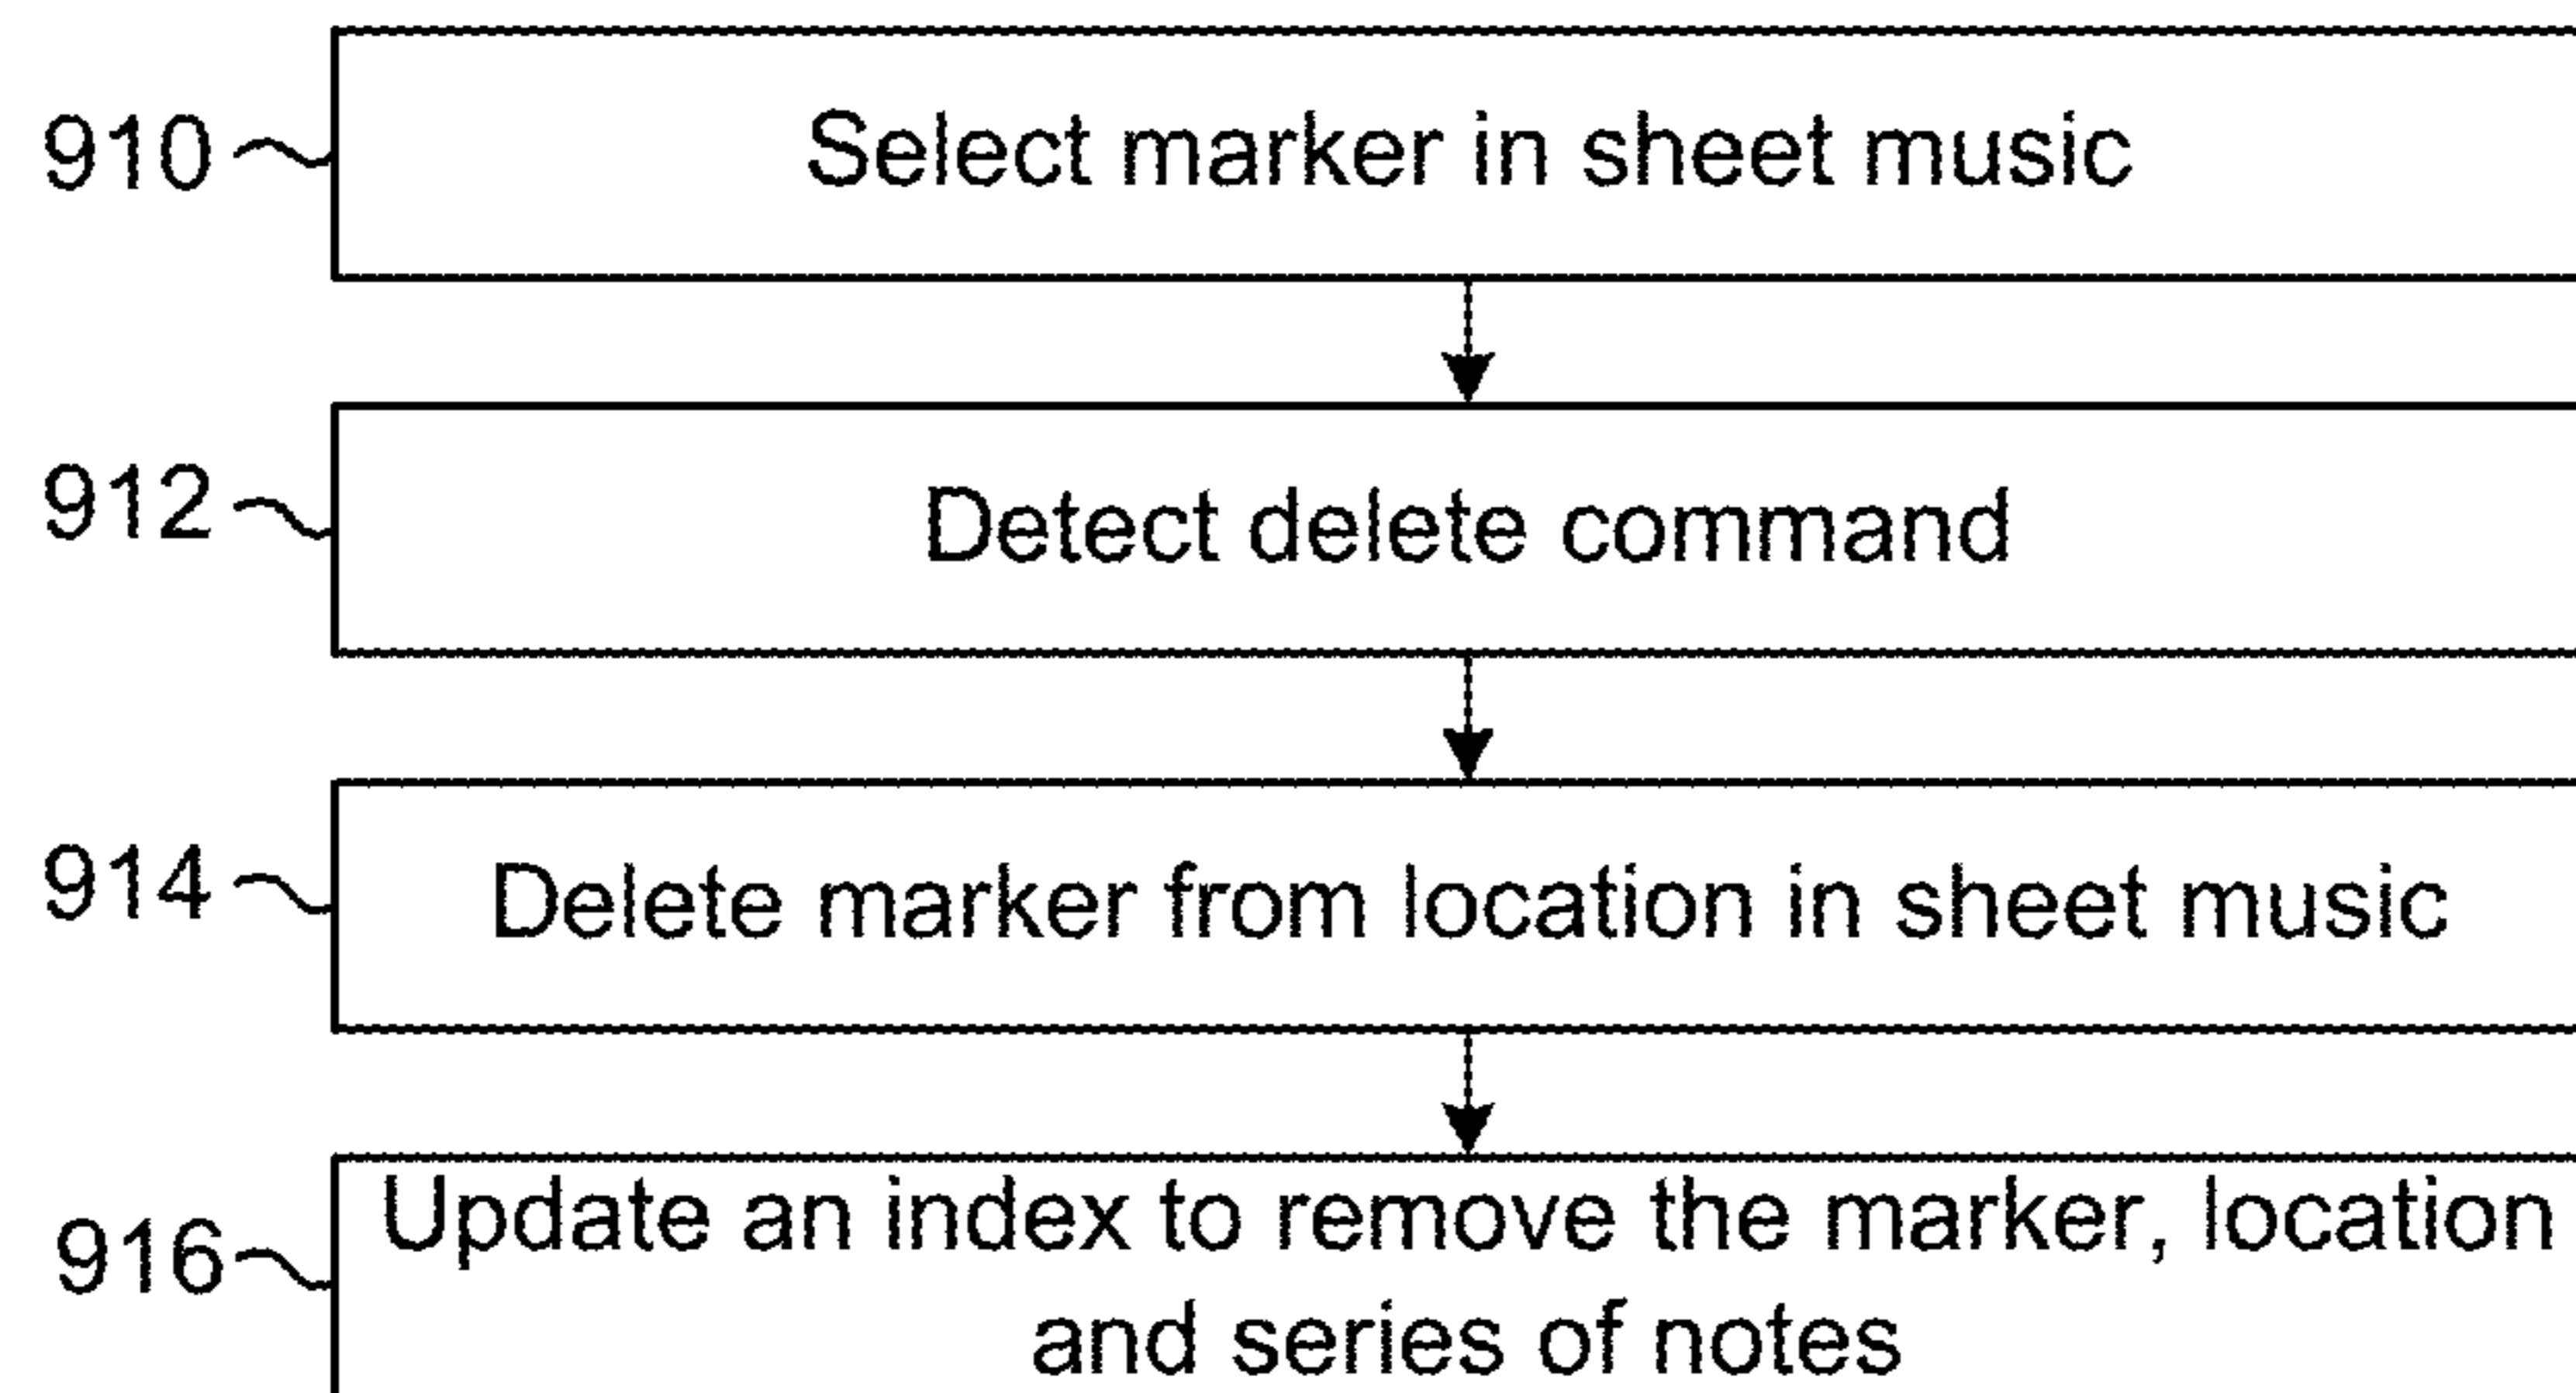 910
Select marker in sheet music
912
Detect delete command
914
Delete marker from location in sheet music
916
Update an index to remove the marker, location
and series of notes